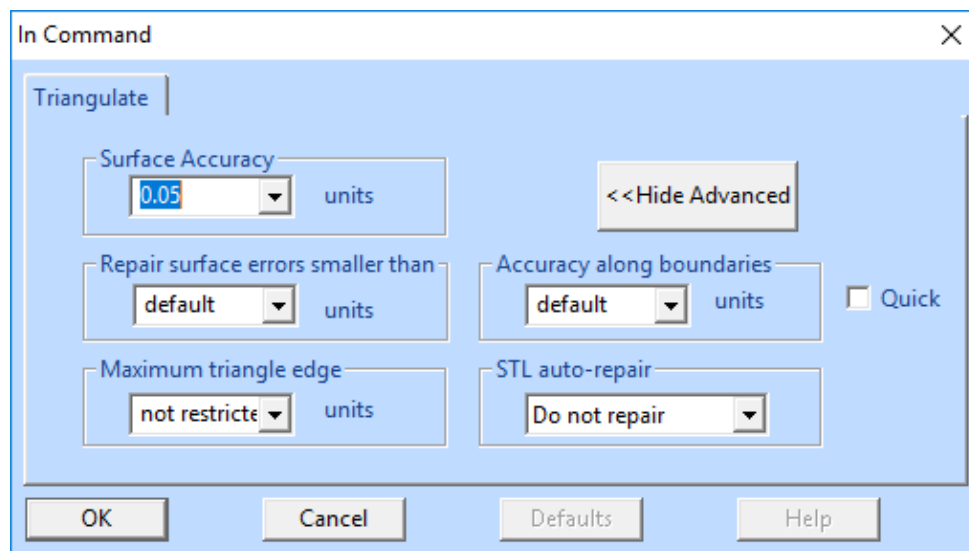 In Command
Triangulate
Surface Accuracy
0.05 units
<<Hide Advanced
Repair surface errors smaller than
default units
Accuracy along boundaries
default units
Quick
Maximum triangle edge
not restricte units
STL auto-repair
Do not repair
OK Cancel Defaults Help